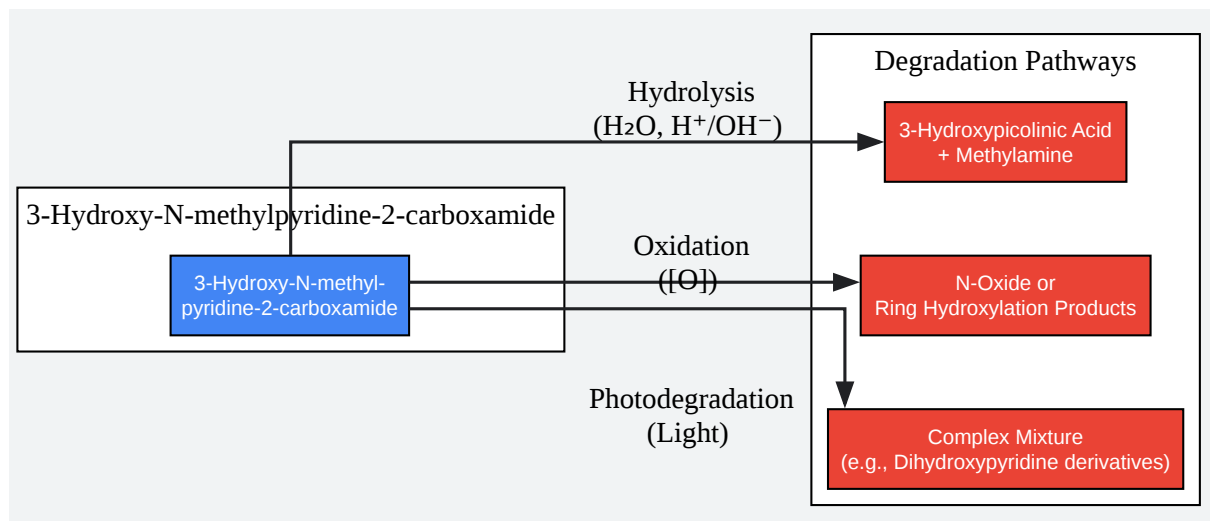 Degradation Pathways
Hydrolysis
(H₂O, H⁺/OH⁻)
3-Hydroxypicolinic Acid
+ Methylamine
3-Hydroxy-N-methylpyridine-2-carboxamide
3-Hydroxy-N-methyl-
pyridine-2-carboxamide
Oxidation
([O])
N-Oxide or
Ring Hydroxylation Products
Photodegradation
(Light)
Complex Mixture
(e.g., Dihydroxypyridine derivatives)